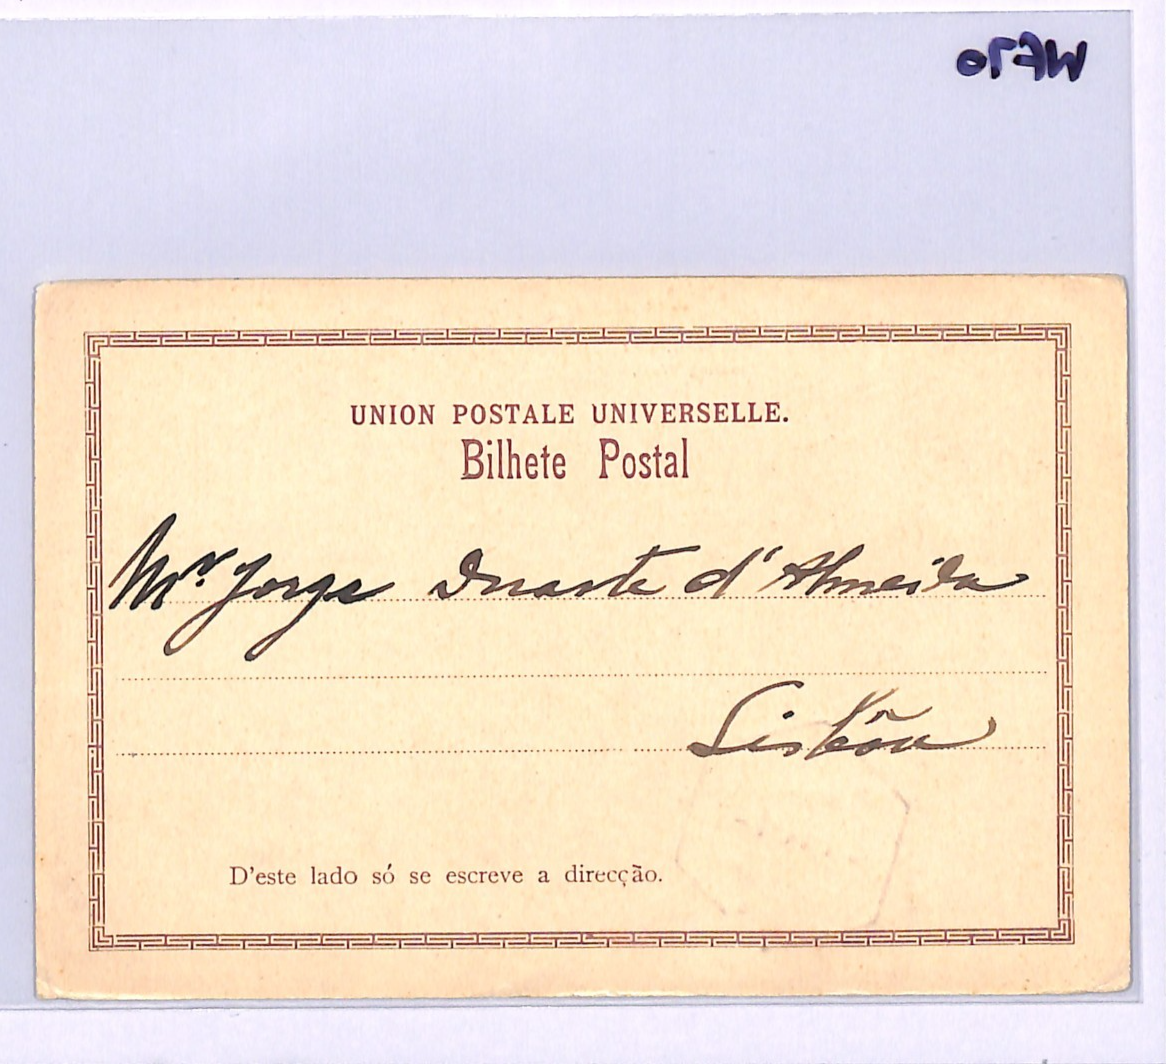 WF70
UNION POSTALE UNIVERSELLE.
Bilhete Postal
Mr. Jorge Duarte d'Almeida
Lisbôa
D'este lado só se escreve a direcção.